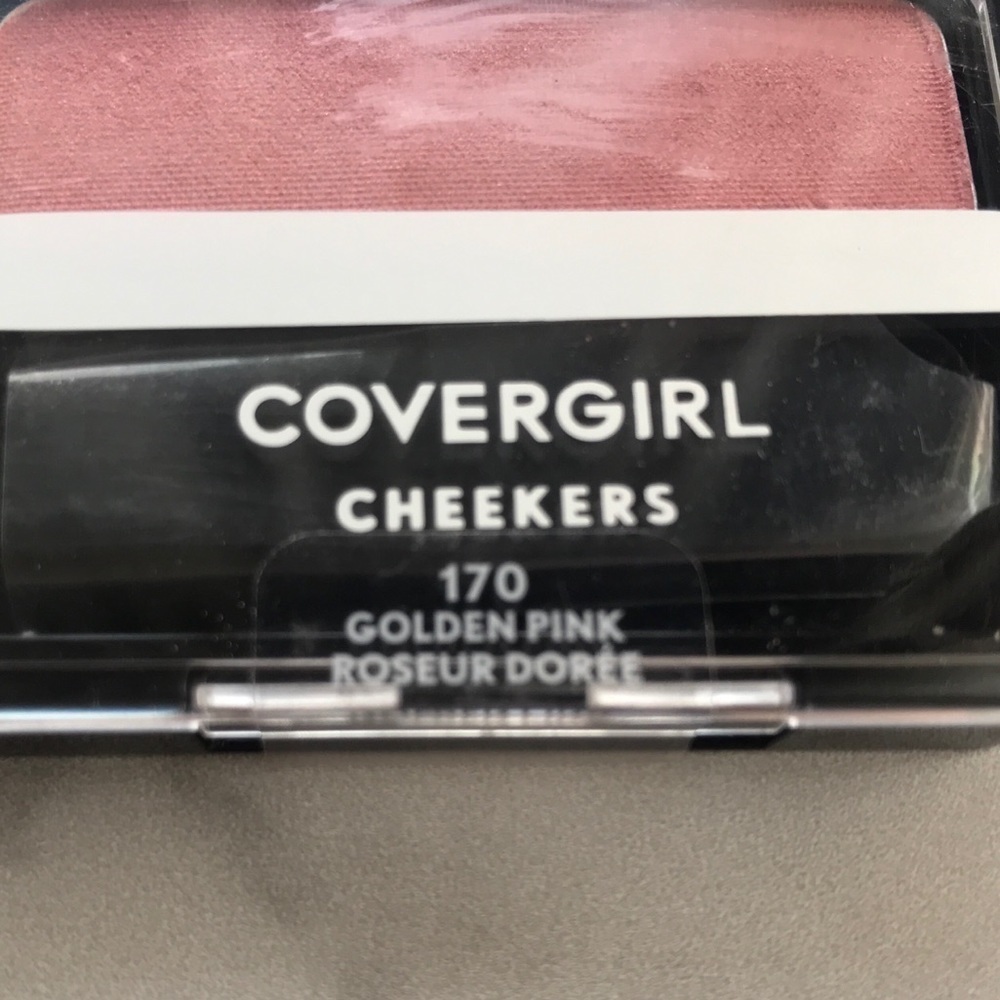 COVERGIRL
CHEEKERS
170
GOLDEN PINK
ROSEUR DORÉE